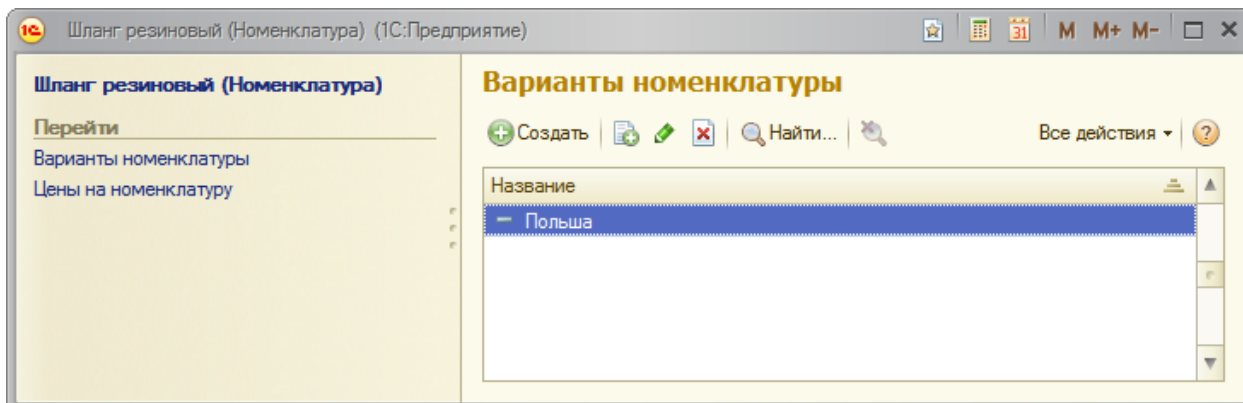 1С Шланг резиновый (Номенклатура) (1С:Предприятие) 31 M M+ M-
Шланг резиновый (Номенклатура)
Перейти
Варианты номенклатуры
Цены на номенклатуру
Варианты номенклатуры
Создать Найти... Все действия ?
Название
Польша